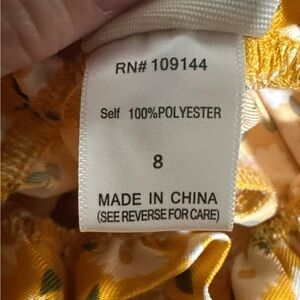 RN# 109144
Self 100%POLYESTER
8
MADE IN CHINA
(SEE REVERSE FOR CARE)